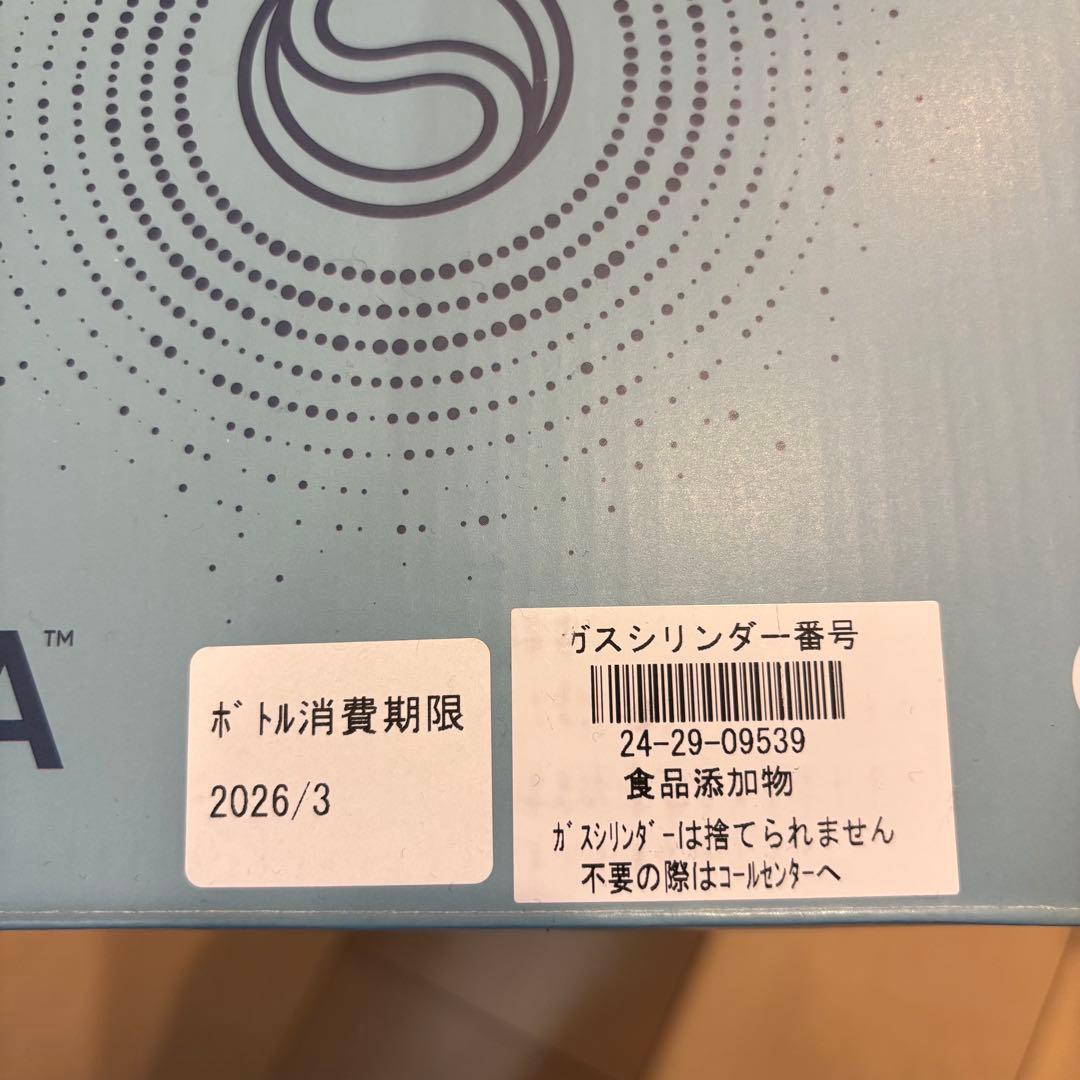 A™
ﾎﾞﾄﾙ消費期限
2026/3
ガスシリンダー番号
24-29-09539
食品添加物
ｶﾞｽｼﾘﾝﾀﾞｰは捨てられません
不要の際はｺｰﾙｾﾝﾀｰへ